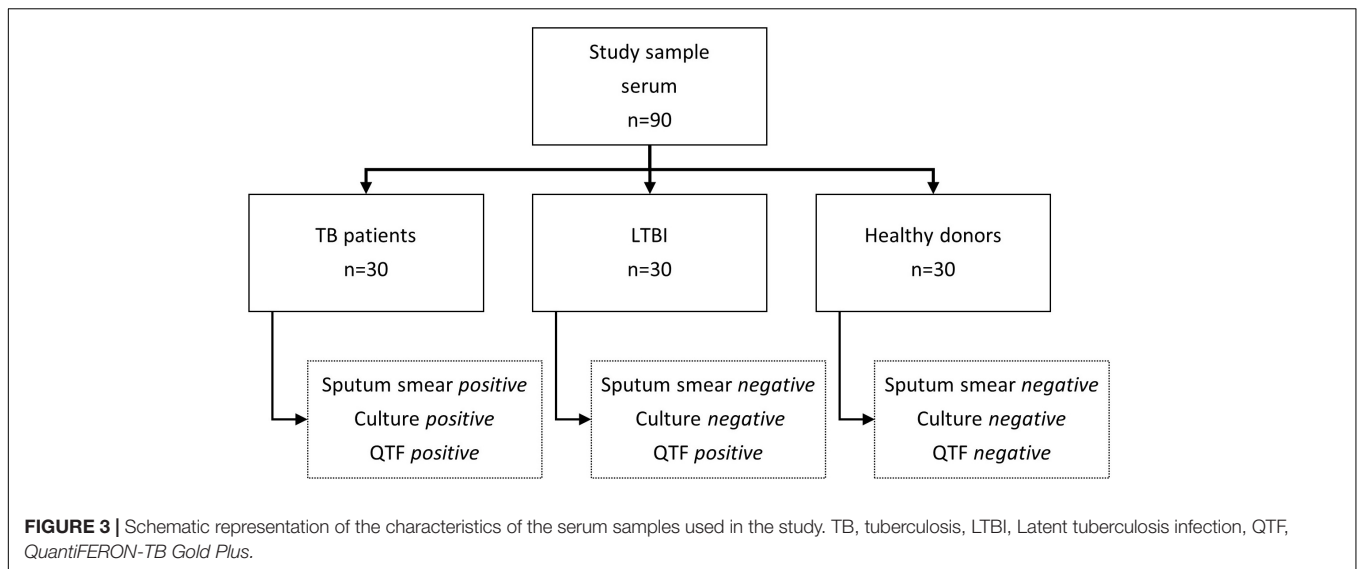 Study sample
serum
n=90
TB patients
n=30
LTBI
n=30
Healthy donors
n=30
Sputum smear positive
Culture positive
QTF positive
Sputum smear negative
Culture negative
QTF positive
Sputum smear negative
Culture negative
QTF negative
FIGURE 3 | Schematic representation of the characteristics of the serum samples used in the study. TB, tuberculosis, LTBI, Latent tuberculosis infection, QTF,
QuantiFERON-TB Gold Plus.